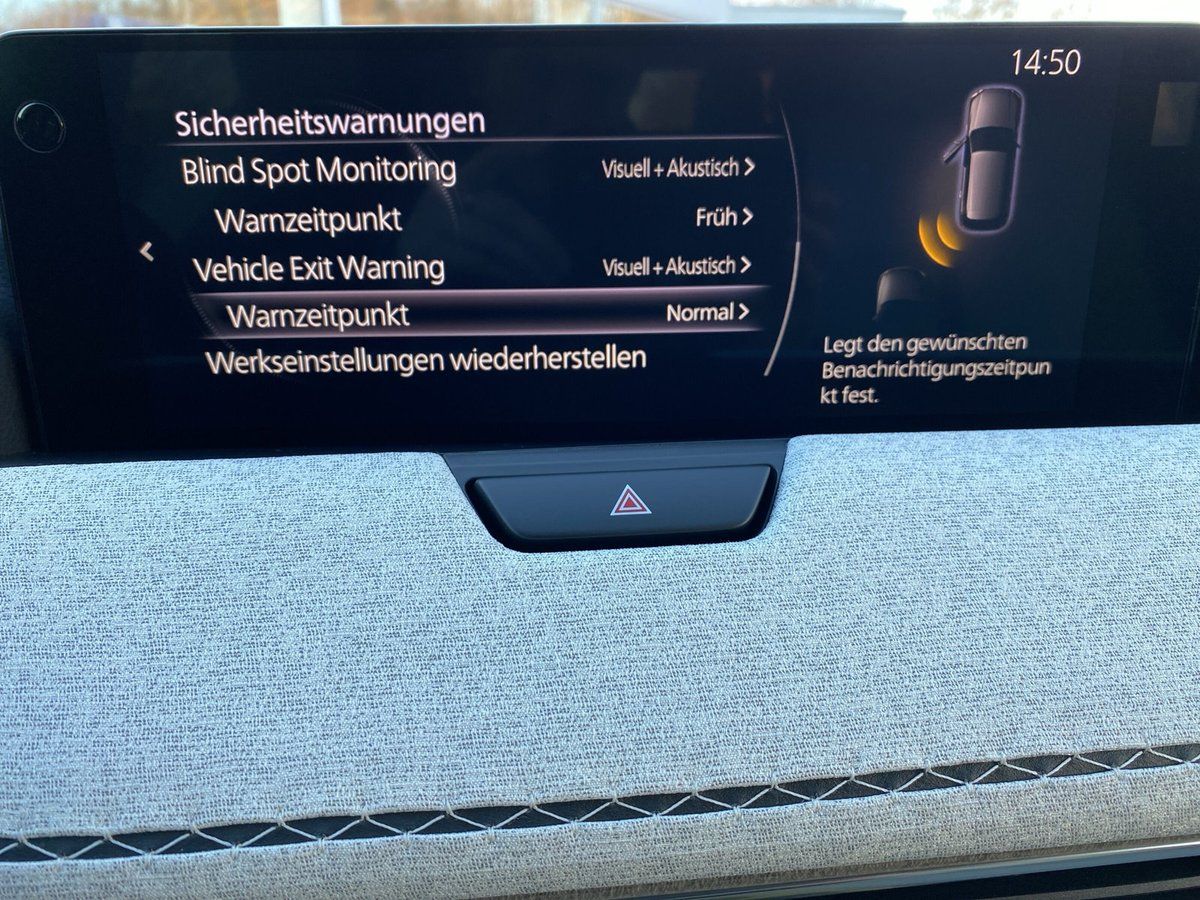 14:50
Sicherheitswarnungen
Blind Spot Monitoring Visuell + Akustisch >
Warnzeitpunkt Früh >
Vehicle Exit Warning Visuell + Akustisch >
Warnzeitpunkt Normal >
Werkseinstellungen wiederherstellen
Legt den gewünschten
Benachrichtigungszeitpun
kt fest.